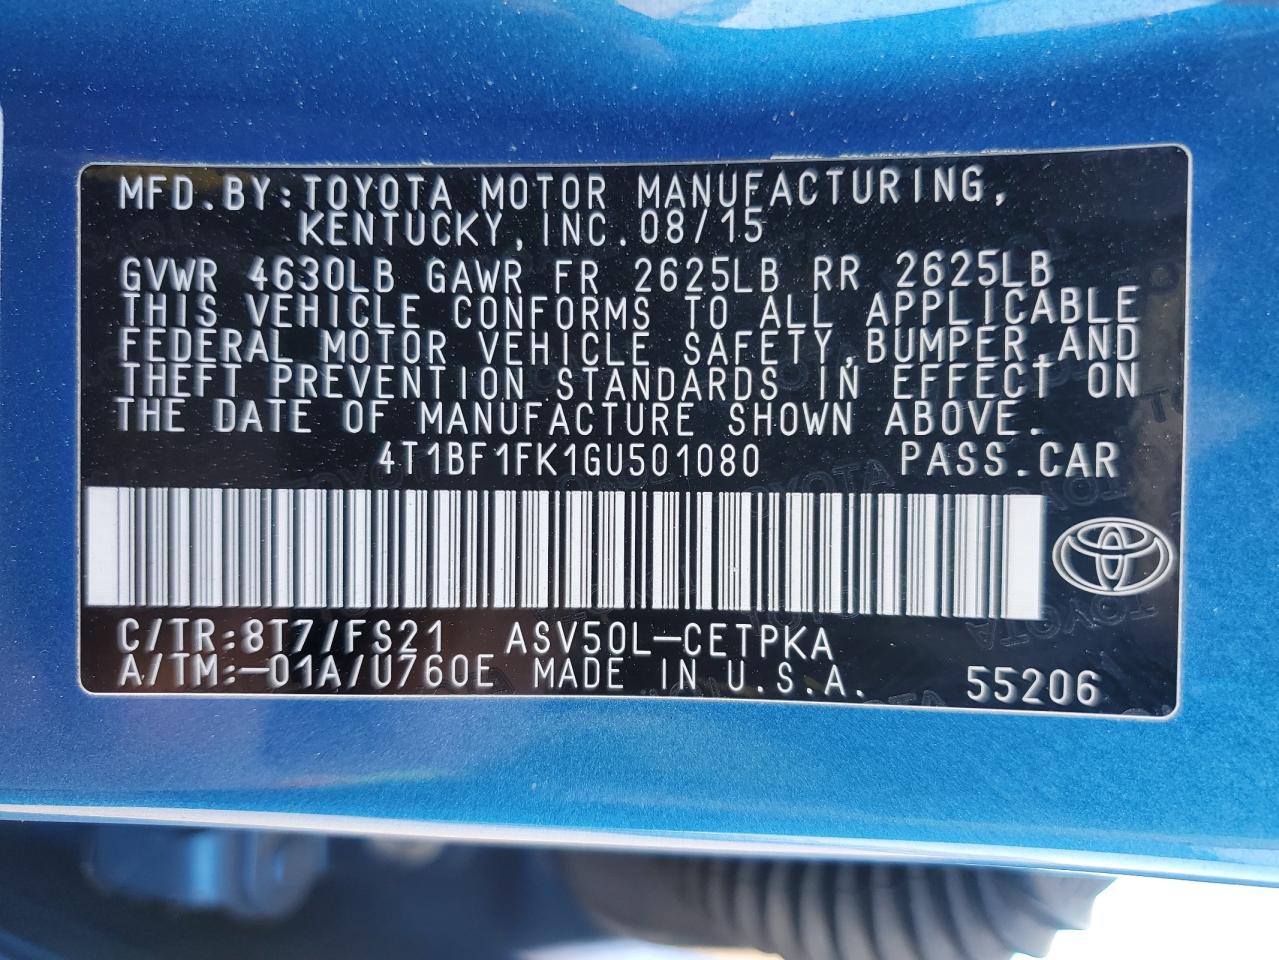 MFD.BY:TOYOTA MOTOR MANUFACTURING,
KENTUCKY,INC.08/15
GVWR 4630LB GAWR FR 2625LB RR 2625LB
THIS VEHICLE CONFORMS TO ALL APPLICABLE
FEDERAL MOTOR VEHICLE SAFETY,BUMPER,AND
THEFT PREVENTION STANDARDS IN EFFECT ON
THE DATE OF MANUFACTURE SHOWN ABOVE.
4T1BF1FK1GU501080 PASS.CAR
C/TR:8T7/FS21 ASV50L-CETPKA
A/TM:-01A/U760E MADE IN U.S.A. 55206